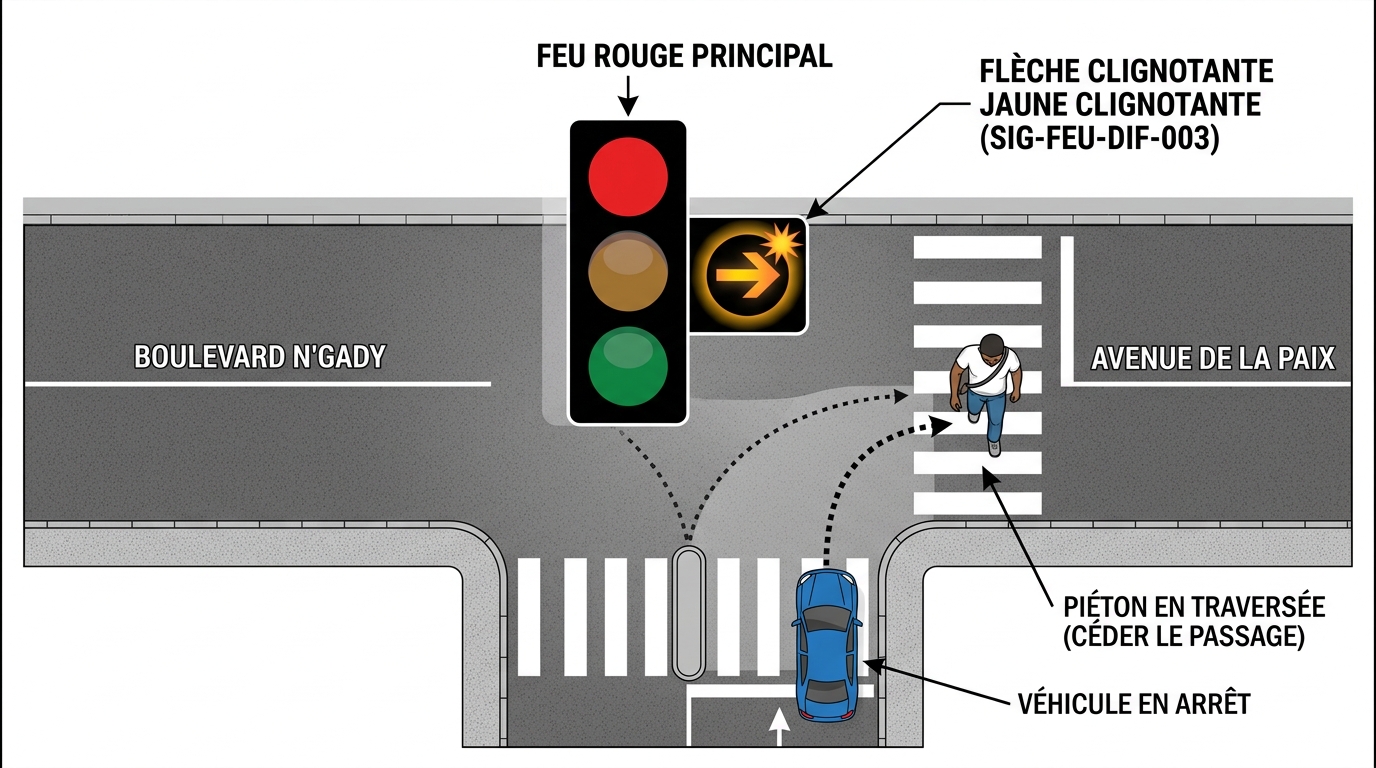 FEU ROUGE PRINCIPAL
FLÈCHE CLIGNOTANTE
JAUNE CLIGNOTANTE
(SIG-FEU-DIF-003)
BOULEVARD N'GADY
AVENUE DE LA PAIX
PIÉTON EN TRAVERSÉE
(CÉDER LE PASSAGE)
VÉHICULE EN ARRÊT